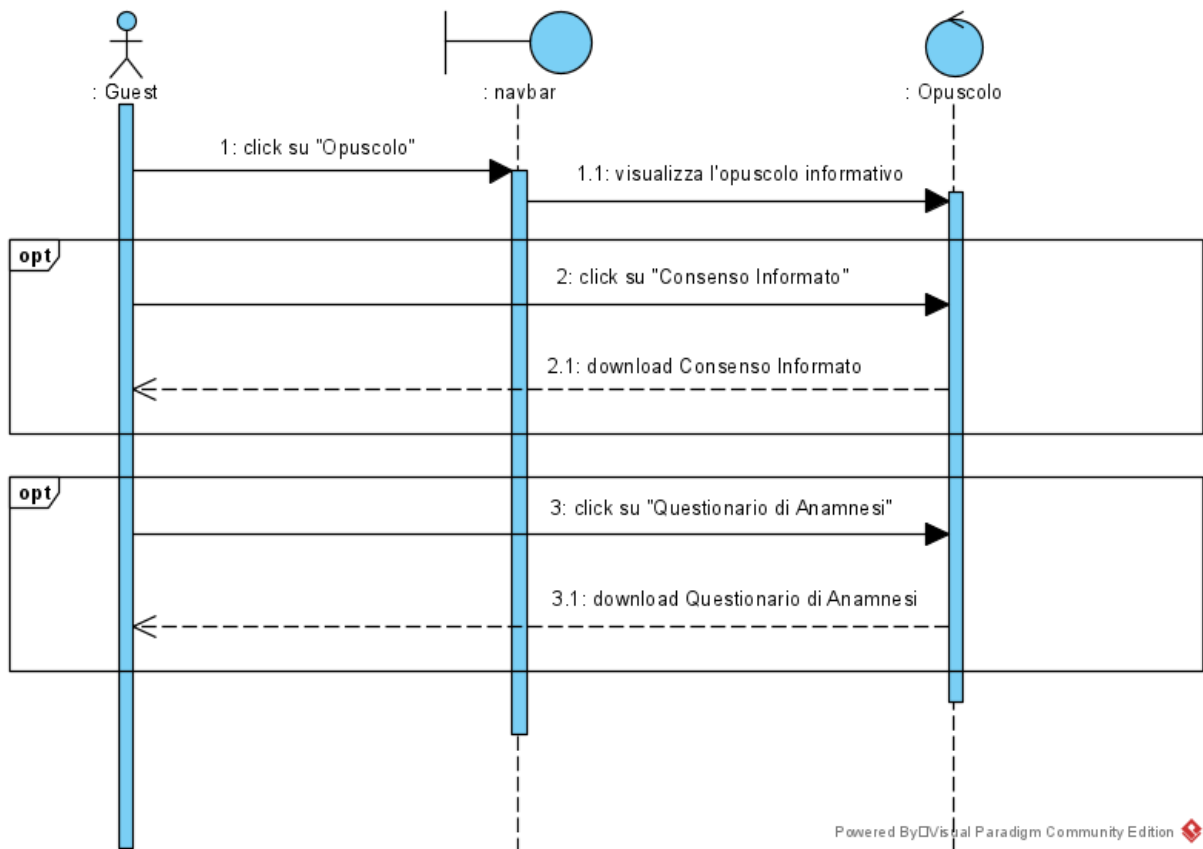 : Guest
: navbar
: Opuscolo
1: click su "Opuscolo"
1.1: visualizza l'opuscolo informativo
opt
2: click su "Consenso Informato"
2.1: download Consenso Informato
opt
3: click su "Questionario di Anamnesi"
3.1: download Questionario di Anamnesi
Powered By□Visual Paradigm Community Edition